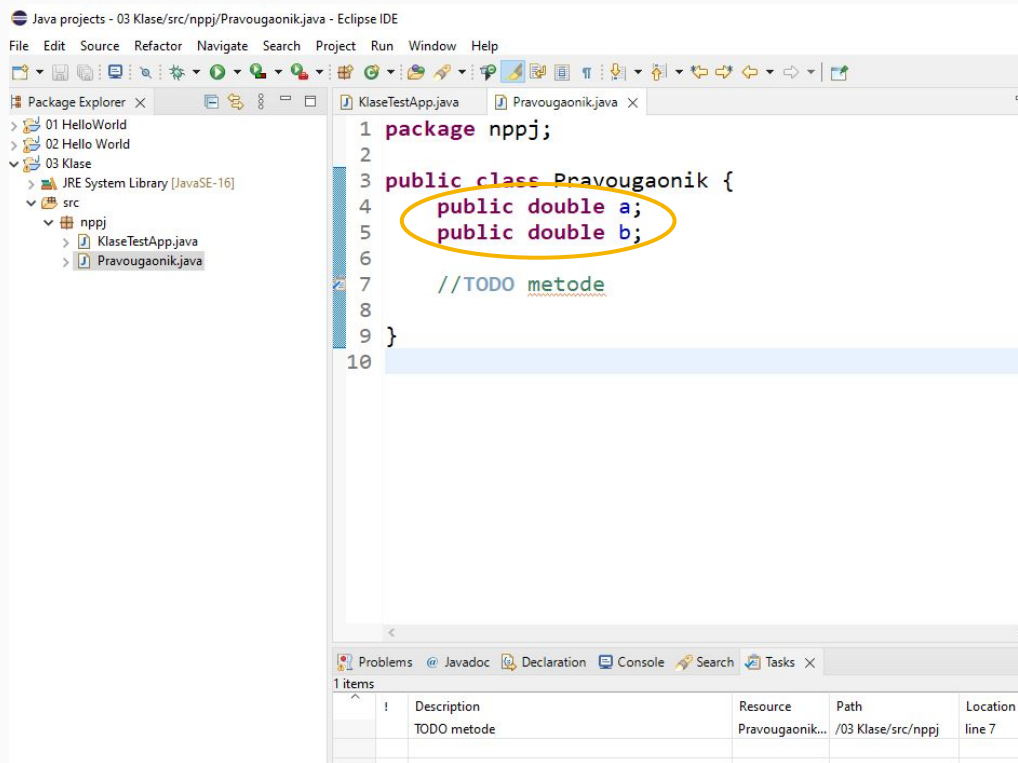 Java projects - 03 Klase/src/nppj/Pravougaonik.java - Eclipse IDE
File Edit Source Refactor Navigate Search Project Run Window Help
Package Explorer
01 HelloWorld
02 Hello World
03 Klase
JRE System Library [JavaSE-16]
src
nppj
KlaseTestApp.java
Pravougaonik.java
KlaseTestApp.java Pravougaonik.java
1 package nppj;
2
3 public class Pravougaonik {
4 public double a;
5 public double b;
6
7 //TODO metode
8
9 }
10
Problems @ Javadoc Declaration Console Search Tasks
1 items
! Description Resource Path Location
TODO metode Pravougaonik... /03 Klase/src/nppj line 7